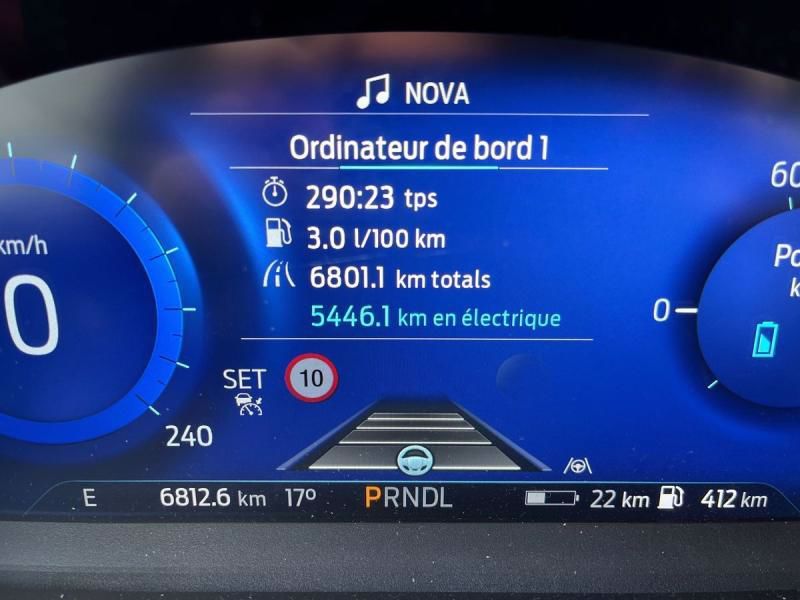 NOVA
Ordinateur de bord 1
290:23 tps
3.0 l/100 km
6801.1 km totals
5446.1 km en électrique
km/h
0
240
SET
10
60
Po
k
0
E 6812.6 km 17° PRNDL 22 km 412 km